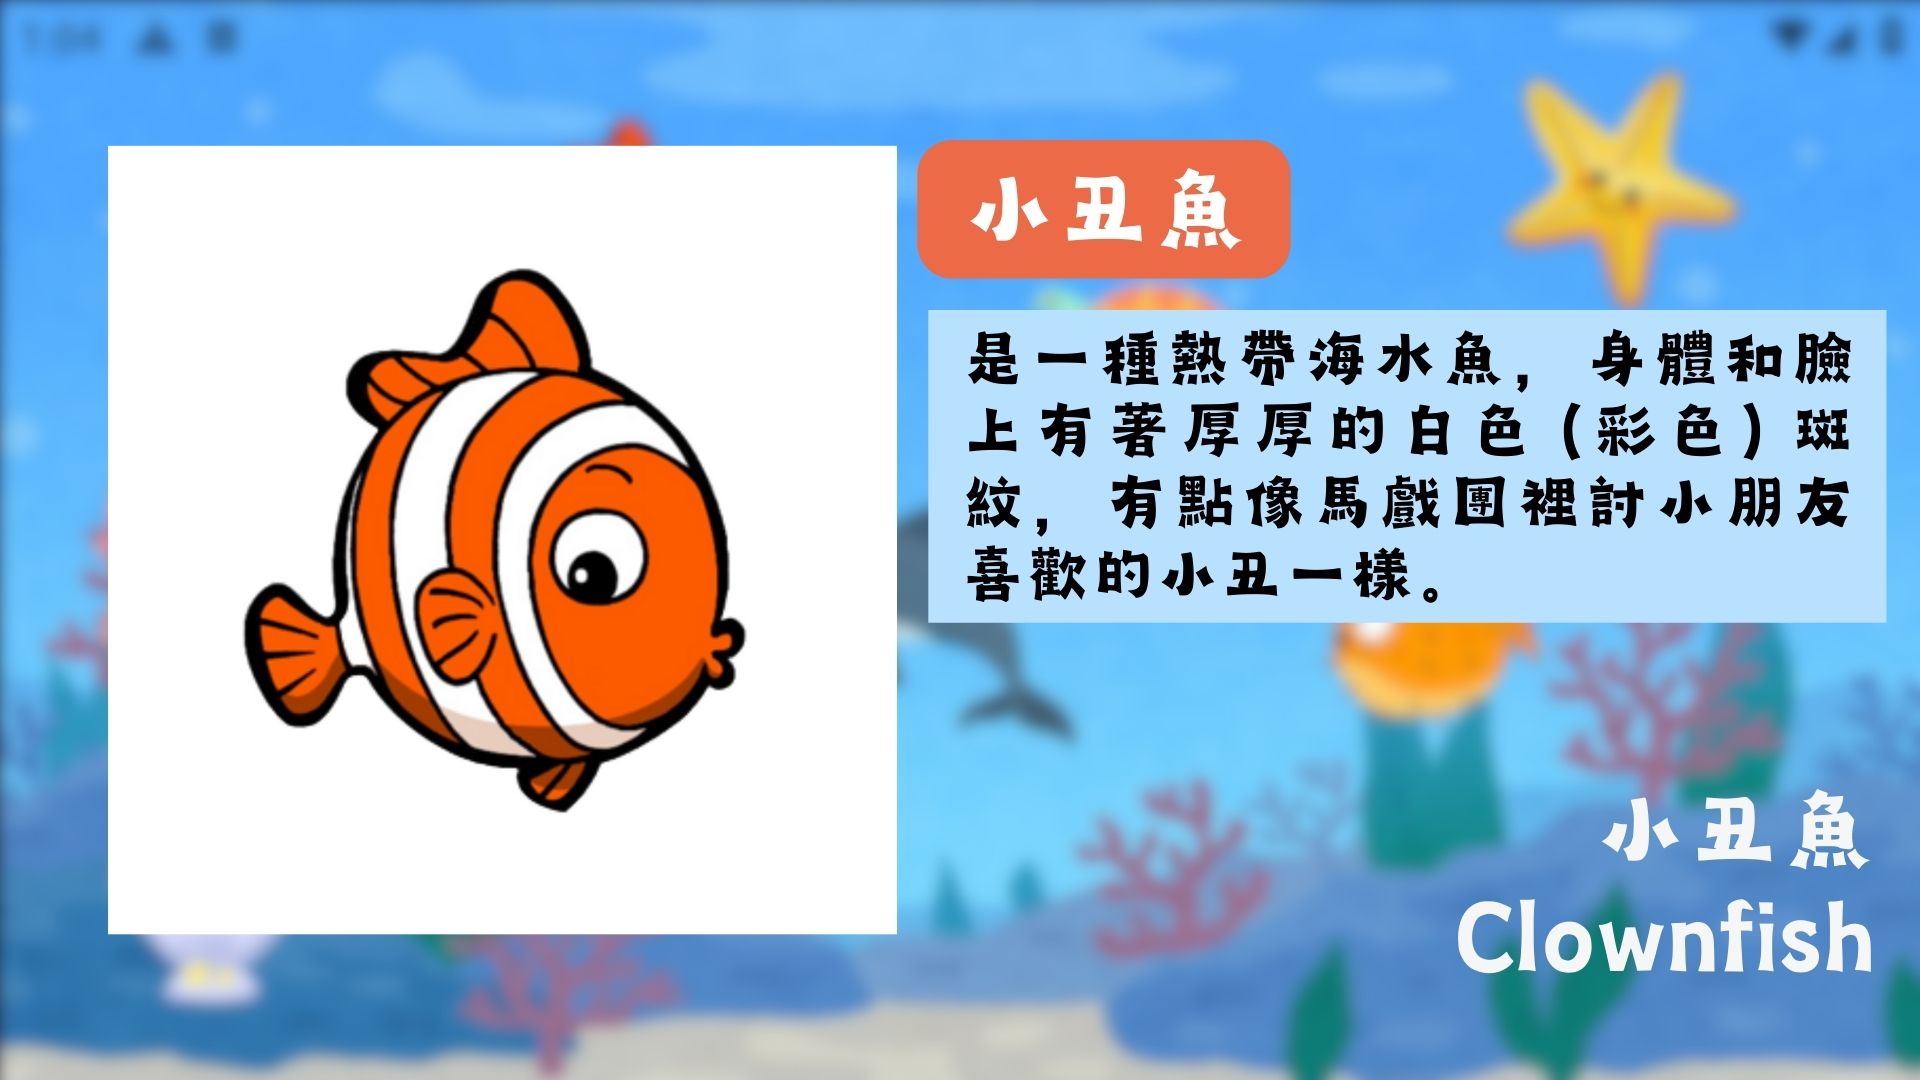 小丑魚
是一種熱帶海水魚，身體和臉
上有著厚厚的白色(彩色)斑
紋，有點像馬戲團裡討小朋友
喜歡的小丑一樣。
小丑魚
Clownfish